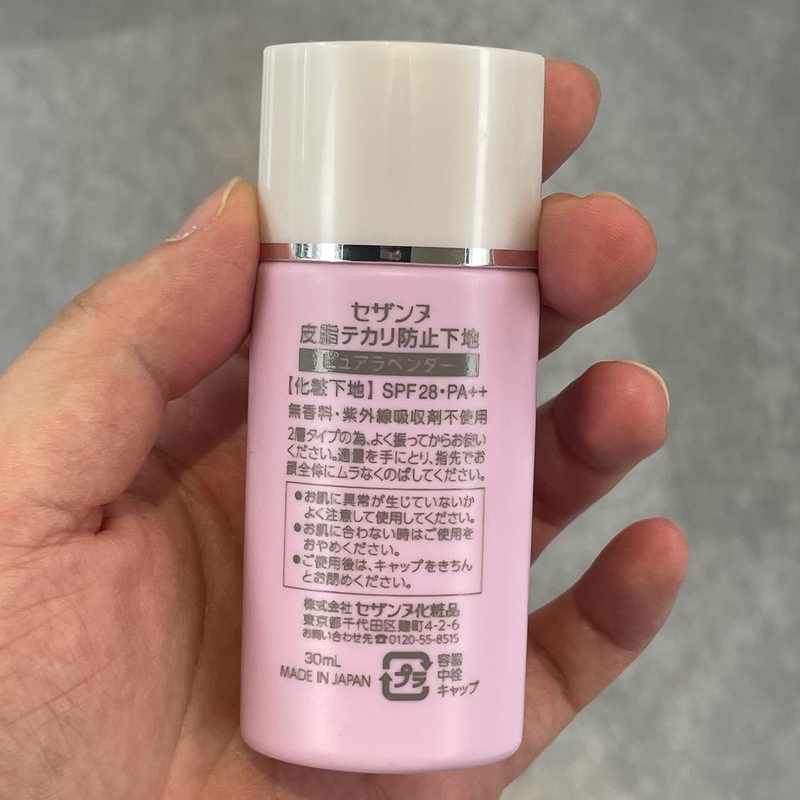 セザンヌ
皮脂テカリ防止下地
ピュアラベンダー
【化粧下地】 SPF28・PA++
無香料・紫外線吸収剤不使用
2層タイプの為、よく振ってからお使い
ください。適量を手にとり、指先でお
顔全体にムラなくのばしてください。
●お肌に異常が生じていないか
よく注意して使用してください。
●お肌に合わない時はご使用を
おやめください。
●ご使用後は、キャップをきちん
とお閉めください。
株式会社 セザンヌ化粧品
東京都千代田区麹町4-2-6
お問い合わせ先☎0120-55-8515
30mL
MADE IN JAPAN
プラ
容器
中栓
キャップ